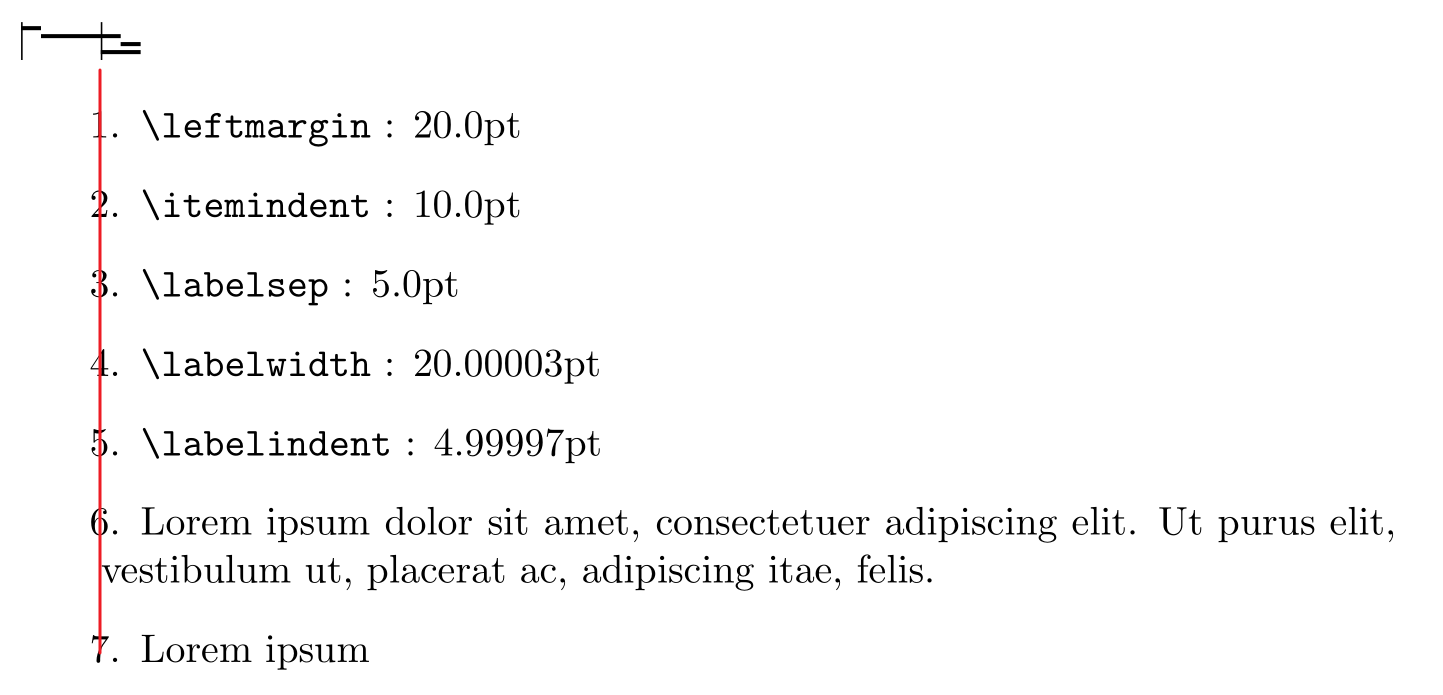 1. \leftmargin : 20.0pt
2. \itemindent : 10.0pt
3. \labelsep : 5.0pt
4. \labelwidth : 20.00003pt
5. \labelindent : 4.99997pt
6. Lorem ipsum dolor sit amet, consectetuer adipiscing elit. Ut purus elit,
vestibulum ut, placerat ac, adipiscing itae, felis.
7. Lorem ipsum